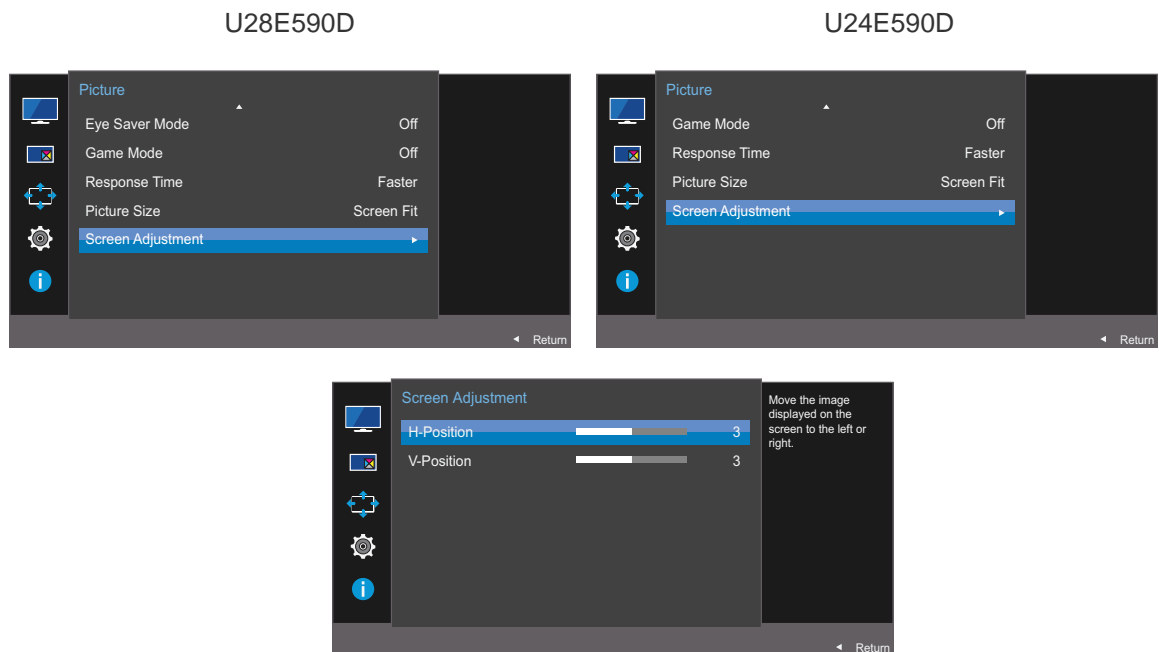 U28E590D
U24E590D
Picture
Eye Saver Mode Off
Game Mode Off
Response Time Faster
Picture Size Screen Fit
Screen Adjustment
Return
Picture
Game Mode Off
Response Time Faster
Picture Size Screen Fit
Screen Adjustment
Return
Screen Adjustment
H-Position 3
V-Position 3
Move the image
displayed on the
screen to the left or
right.
Return